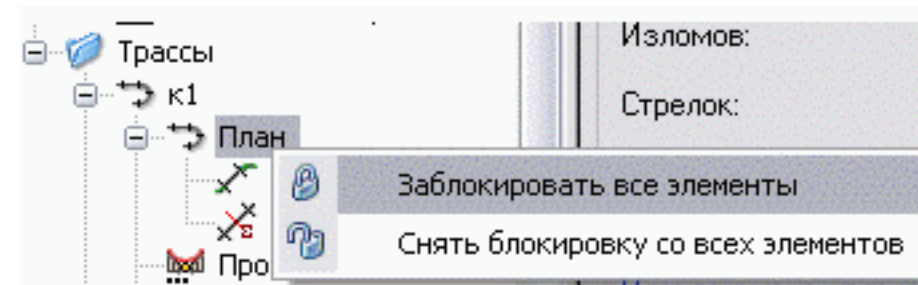 Трассы
к1
План
Изломов:
Стрелок:
Заблокировать все элементы
Снять блокировку со всех элементов